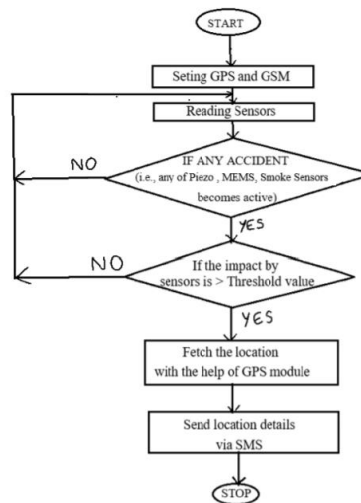 START
Seting GPS and GSM
Reading Sensors
IF ANY ACCIDENT
(i.e., any of Piezo , MEMS, Smoke Sensors
becomes active)
NO
YES
If the impact by
sensors is > Threshold value
NO
YES
Fetch the location
with the help of GPS module
Send location details
via SMS
STOP